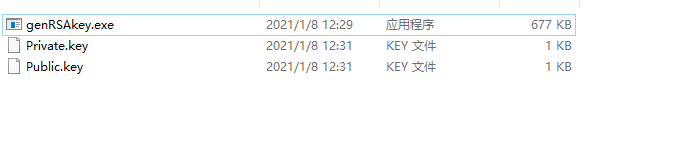 genRSAkey.exe 2021/1/8 12:29 应用程序 677 KB
Private.key 2021/1/8 12:31 KEY 文件 1 KB
Public.key 2021/1/8 12:31 KEY 文件 1 KB